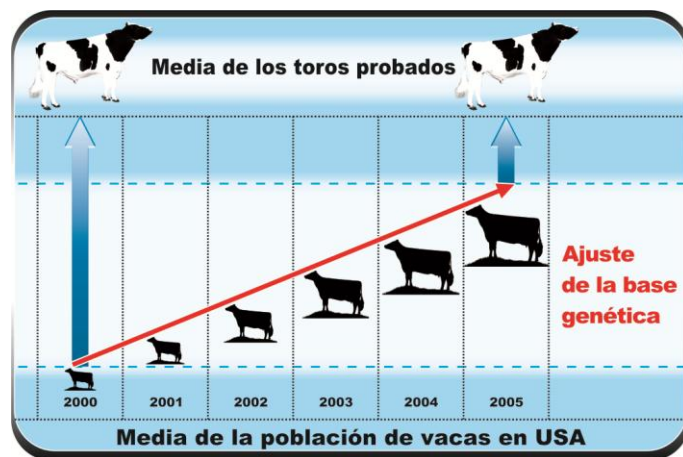 Media de los toros probados
Ajuste
de la base
genética
2000 2001 2002 2003 2004 2005
Media de la población de vacas en USA